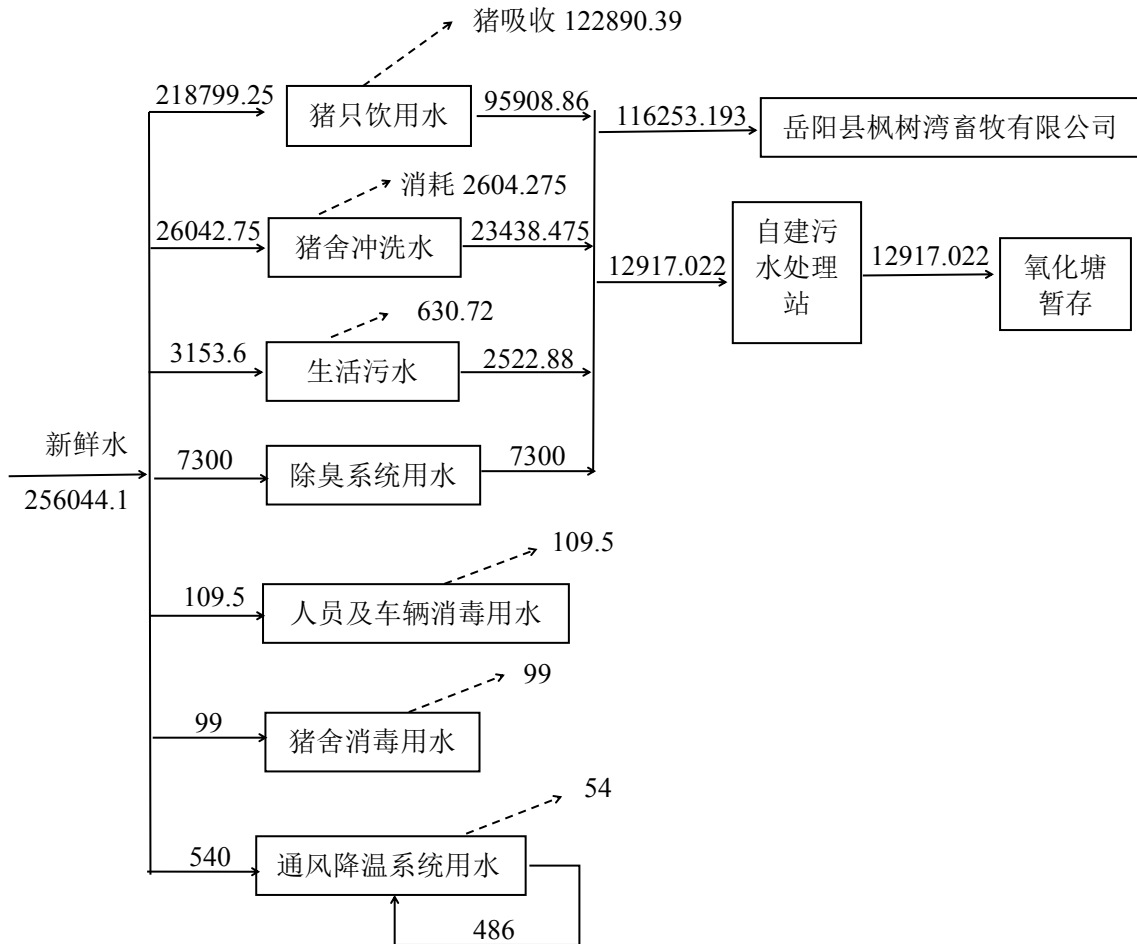 猪吸收 122890.39
218799.25
猪只饮用水
95908.86
116253.193
岳阳县枫树湾畜牧有限公司
消耗 2604.275
26042.75
猪舍冲洗水
23438.475
12917.022
自建污
水处理
站
12917.022
氧化塘
暂存
630.72
3153.6
生活污水
2522.88
新鲜水
256044.1
7300
除臭系统用水
7300
109.5
109.5
人员及车辆消毒用水
99
99
猪舍消毒用水
54
540
通风降温系统用水
486